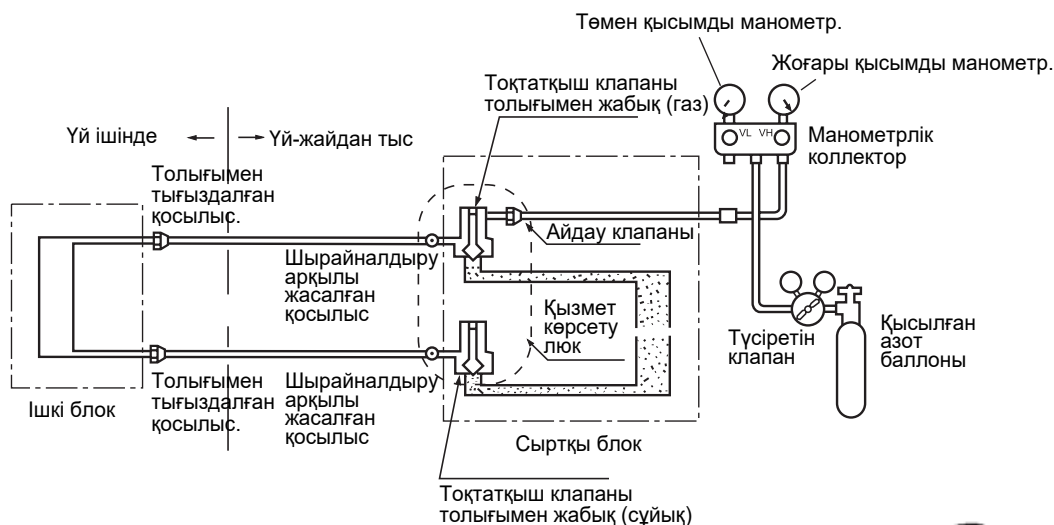 Төмен қысымды манометр.
Жоғары қысымды манометр.
Тоқтатқыш клапаны
толығымен жабық (газ)
VL VH
Манометрлік
коллектор
Үй ішінде
Үй-жайдан тыс
Толығымен
тығыздалған
қосылыс.
Айдау клапаны
Шырайналдыру
арқылы
жасалған
қосылыс
Қызмет
көрсету
люк
Түсіретін
клапан
Қысылған
азот
баллоны
Ішкі блок
Толығымен
тығыздалған
қосылыс.
Шырайналдыру
арқылы
жасалған
қосылыс
Сыртқы блок
Тоқтатқыш клапаны
толығымен жабық (сұйық)